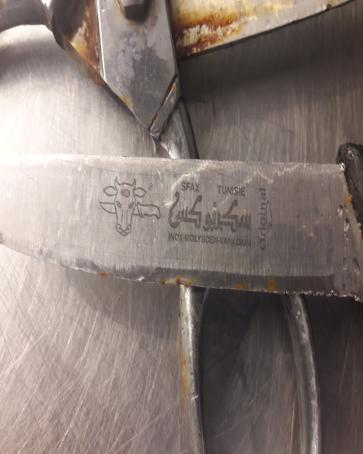 SFAX TUNISIE
سكينوكس
INOX-MOLYBDEN-VANADIUM
Original